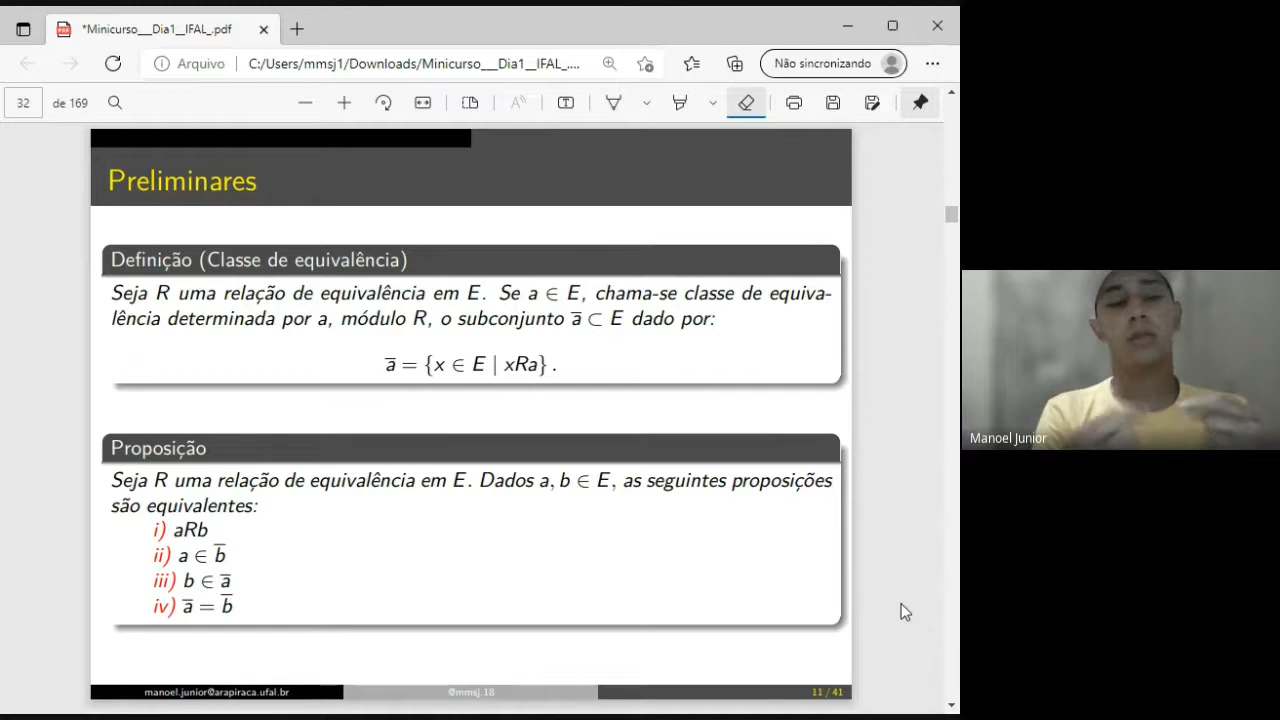 *Minicurso__Dia1__IFAL_.pdf
Arquivo
C:/Users/mmsj1/Downloads/Minicurso__Dia1__IFAL_....
Não sincronizando
32 de 169
Preliminares
Definição (Classe de equivalência)
Seja R uma relação de equivalência em E. Se a ∈ E, chama-se classe de equiva-
lência determinada por a, módulo R, o subconjunto a̅ ⊂ E dado por:
a̅ = {x ∈ E | xRa} .
Proposição
Seja R uma relação de equivalência em E. Dados a, b ∈ E, as seguintes proposições
são equivalentes:
i) aRb
ii) a ∈ b̅
iii) b ∈ a̅
iv) a̅ = b̅
manoel.junior@arapiraca.ufal.br
@mmsj.18
11 / 41
Manoel Junior